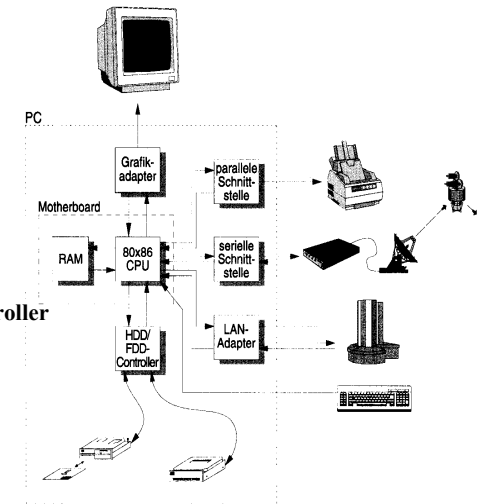 PC
Grafik-
adapter
parallele
Schnitt-
stelle
Motherboard
RAM
80x86
CPU
serielle
Schnitt-
stelle
roller
HDD/
FDD-
Controller
LAN-
Adapter